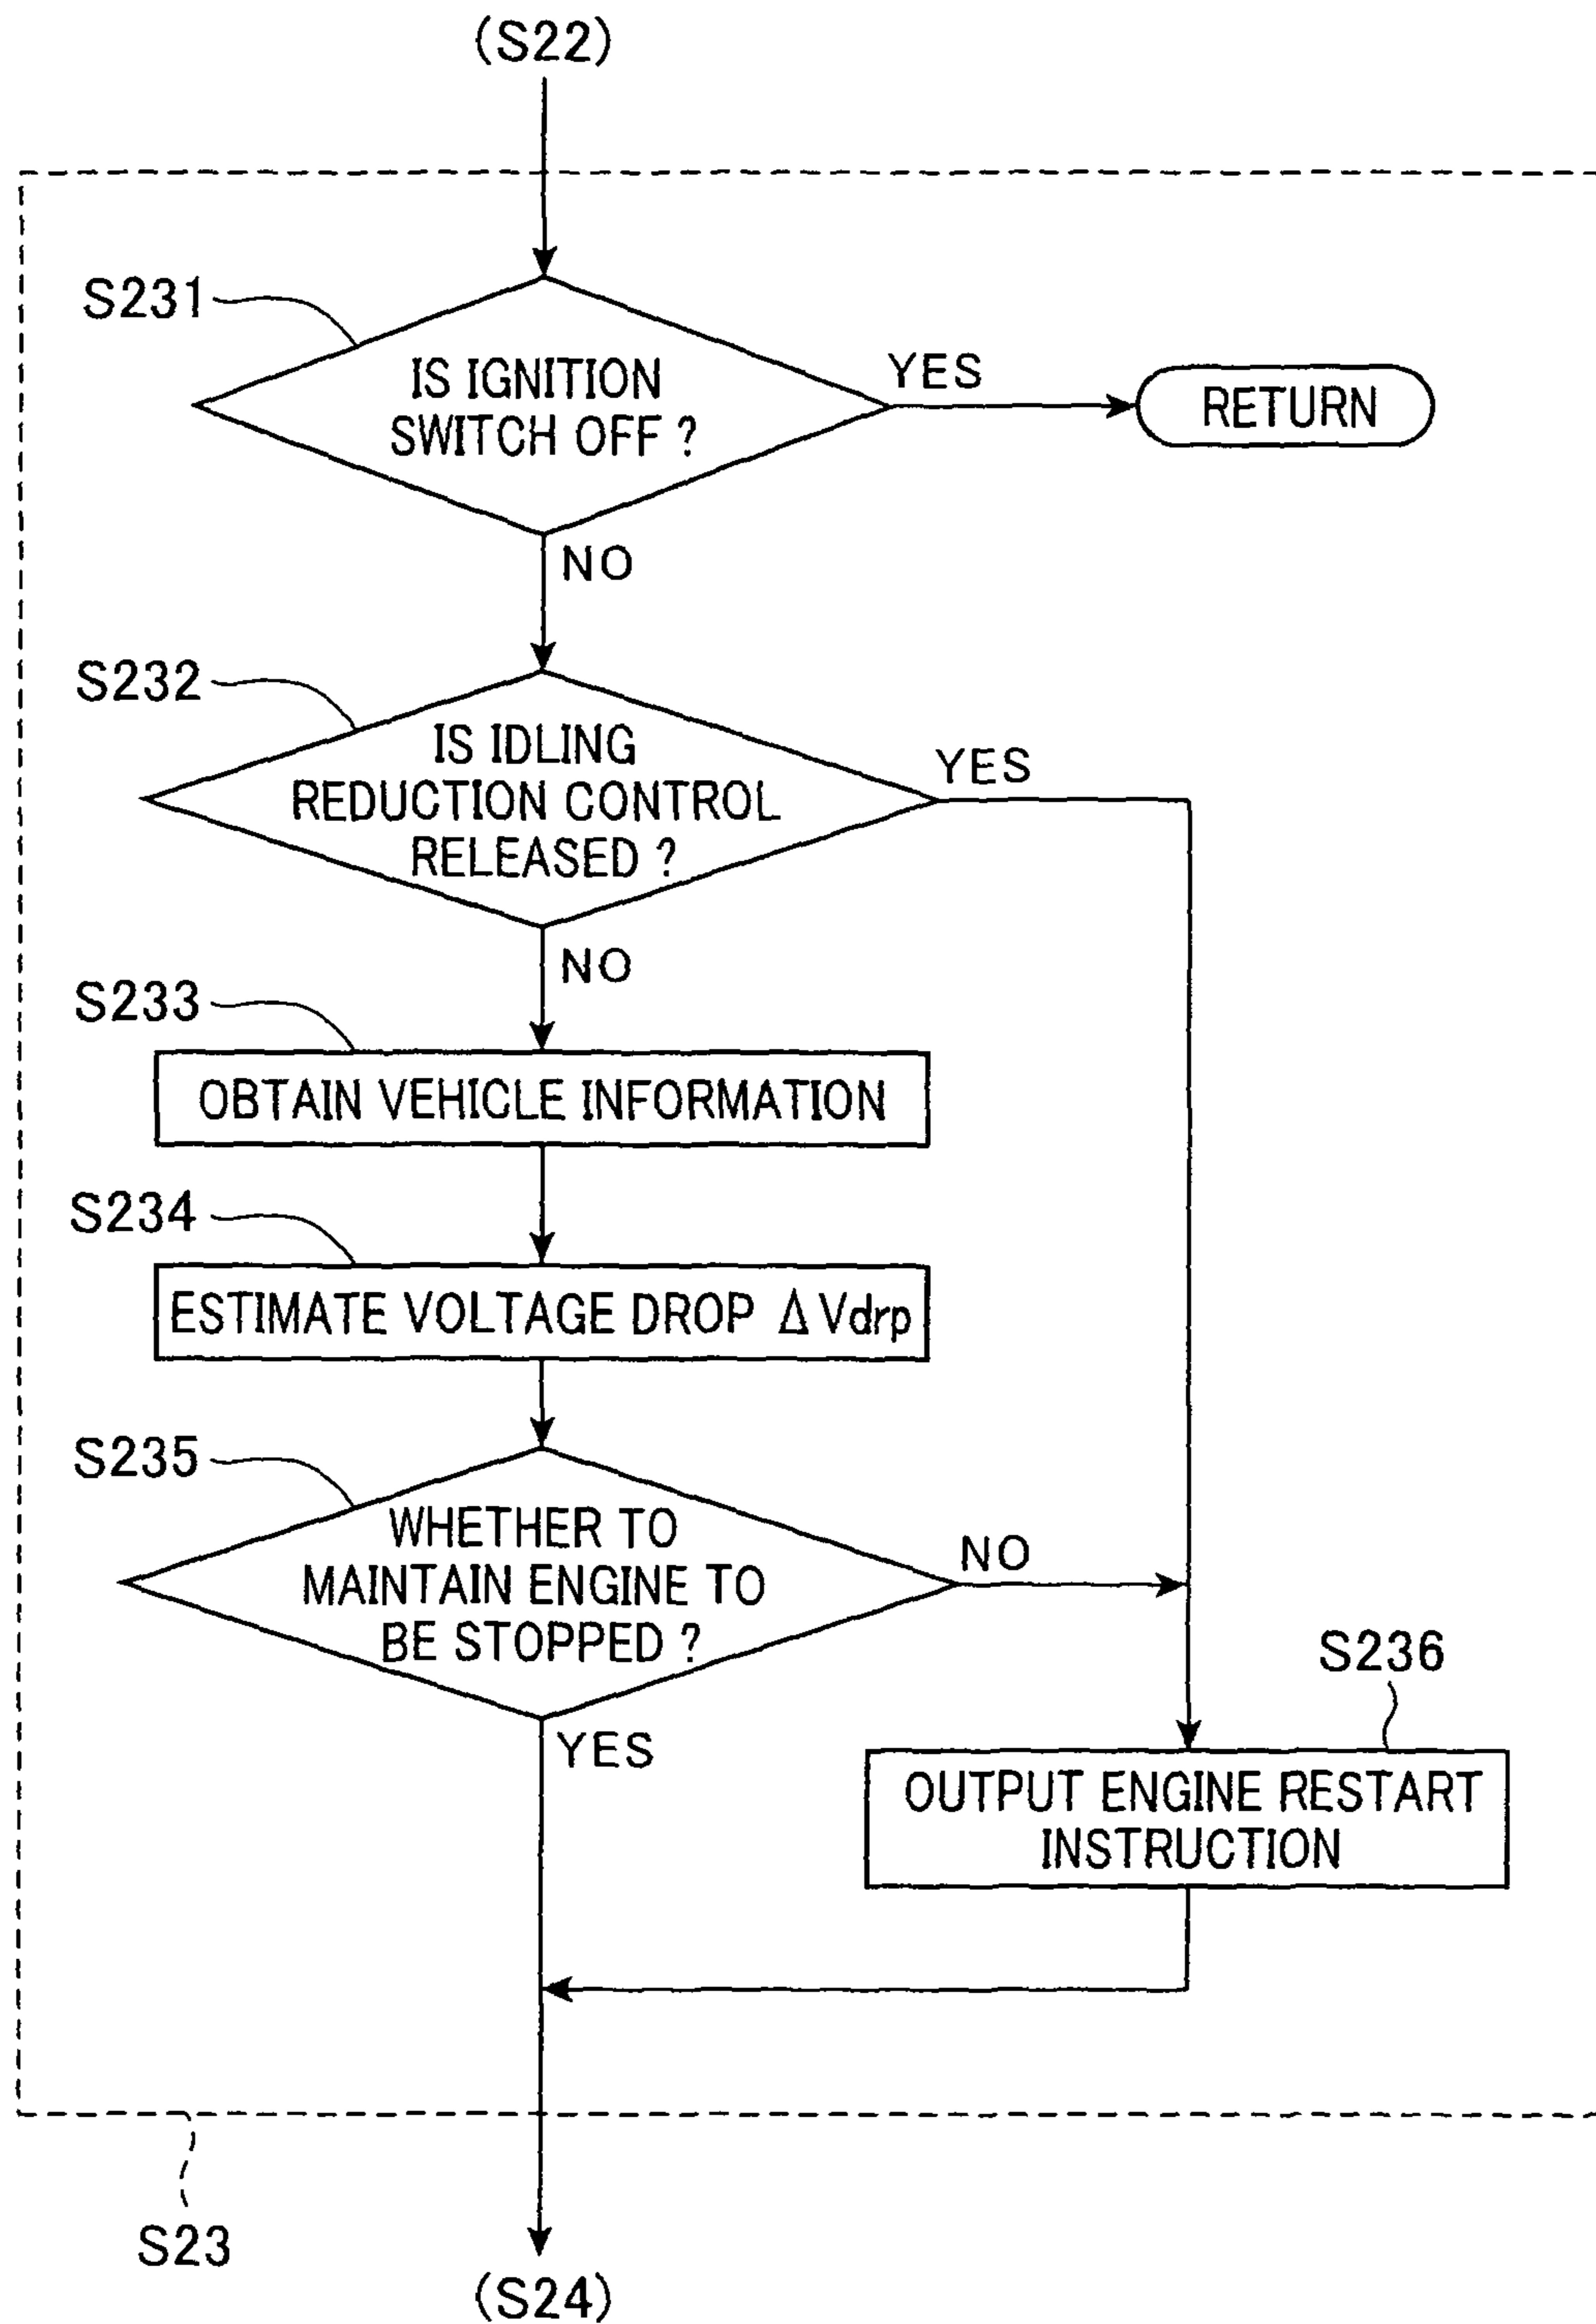 (S22)
S231
IS IGNITION
SWITCH OFF ?
YES
RETURN
NO
S232
IS IDLING
REDUCTION CONTROL
RELEASED ?
YES
NO
S233
OBTAIN VEHICLE INFORMATION
S234
ESTIMATE VOLTAGE DROP Δ Vdrp
S235
WHETHER TO
MAINTAIN ENGINE TO
BE STOPPED ?
NO
YES
S236
OUTPUT ENGINE RESTART
INSTRUCTION
S23
(S24)